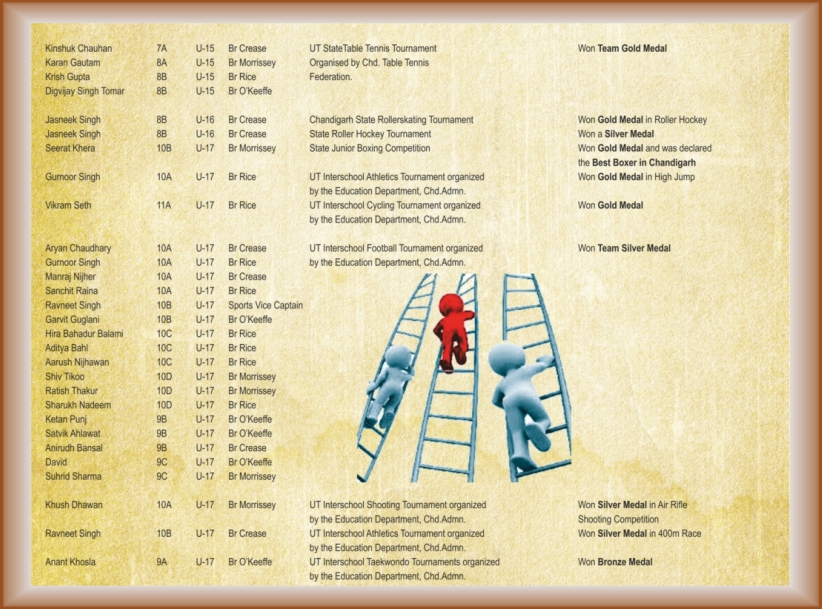 Kinshuk Chauhan 7A U-15 Br Crease UT StateTable Tennis Tournament Won Team Gold Medal
Karan Gautam 8A U-15 Br Morrissey Organised by Chd. Table Tennis
Krish Gupta 8B U-15 Br Rice Federation.
Digvijay Singh Tomar 8B U-15 Br O'Keeffe
Jasneek Singh 8B U-16 Br Crease Chandigarh State Rollerskating Tournament Won Gold Medal in Roller Hockey
Jasneek Singh 8B U-16 Br Crease State Roller Hockey Tournament Won a Silver Medal
Seerat Khera 10B U-17 Br Morrissey State Junior Boxing Competition Won Gold Medal and was declared
the Best Boxer in Chandigarh
Gurnoor Singh 10A U-17 Br Rice UT Interschool Athletics Tournament organized Won Gold Medal in High Jump
by the Education Department, Chd.Admn.
Vikram Seth 11A U-17 Br Rice UT Interschool Cycling Tournament organized Won Gold Medal
by the Education Department, Chd.Admn.
Aryan Chaudhary 10A U-17 Br Crease UT Interschool Football Tournament organized Won Team Silver Medal
Gurnoor Singh 10A U-17 Br Rice by the Education Department, Chd.Admn.
Manraj Nijher 10A U-17 Br Crease
Sanchit Raina 10A U-17 Br Rice
Ravneet Singh 10B U-17 Sports Vice Captain
Garvit Guglani 10B U-17 Br O'Keeffe
Hira Bahadur Balami 10C U-17 Br Rice
Aditya Bahl 10C U-17 Br Rice
Aarush Nijhawan 10C U-17 Br Rice
Shiv Tikoo 10D U-17 Br Morrissey
Ratish Thakur 10D U-17 Br Morrissey
Sharukh Nadeem 10D U-17 Br Rice
Ketan Punj 9B U-17 Br O'Keeffe
Satvik Ahlawat 9B U-17 Br O'Keeffe
Anirudh Bansal 9B U-17 Br Crease
David 9C U-17 Br O'Keeffe
Suhrid Sharma 9C U-17 Br Morrissey
Khush Dhawan 10A U-17 Br Morrissey UT Interschool Shooting Tournament organized Won Silver Medal in Air Rifle
by the Education Department, Chd.Admn. Shooting Competition
Ravneet Singh 10B U-17 Br Crease UT Interschool Athletics Tournament organized Won Silver Medal in 400m Race
by the Education Department, Chd.Admn.
Anant Khosla 9A U-17 Br O'Keeffe UT Interschool Taekwondo Tournaments organized Won Bronze Medal
by the Education Department, Chd.Admn.